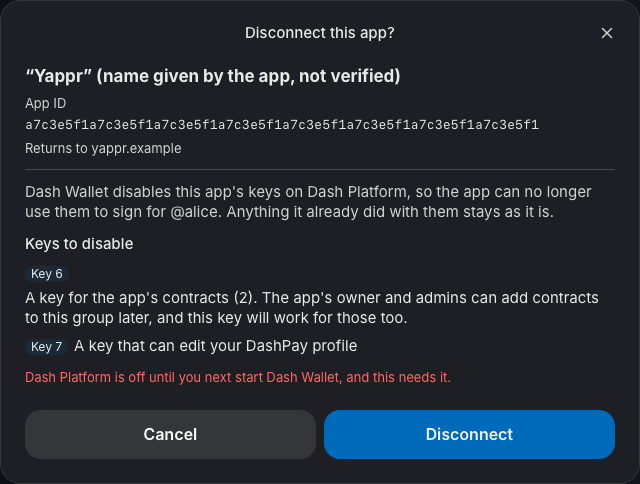 Disconnect this app?
“Yappr” (name given by the app, not verified)
App ID
a7c3e5f1a7c3e5f1a7c3e5f1a7c3e5f1a7c3e5f1a7c3e5f1a7c3e5f1a7c3e5f1
Returns to yappr.example
Dash Wallet disables this app's keys on Dash Platform, so the app can no longer
use them to sign for @alice. Anything it already did with them stays as it is.
Keys to disable
Key 6
A key for the app's contracts (2). The app's owner and admins can add contracts
to this group later, and this key will work for those too.
Key 7 A key that can edit your DashPay profile
Dash Platform is off until you next start Dash Wallet, and this needs it.
Cancel
Disconnect